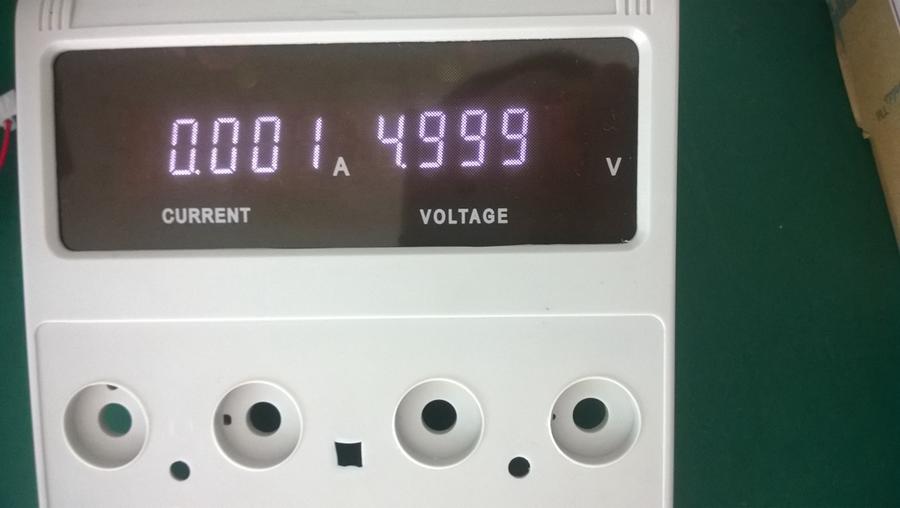 0.001 A 4.999 V
CURRENT VOLTAGE